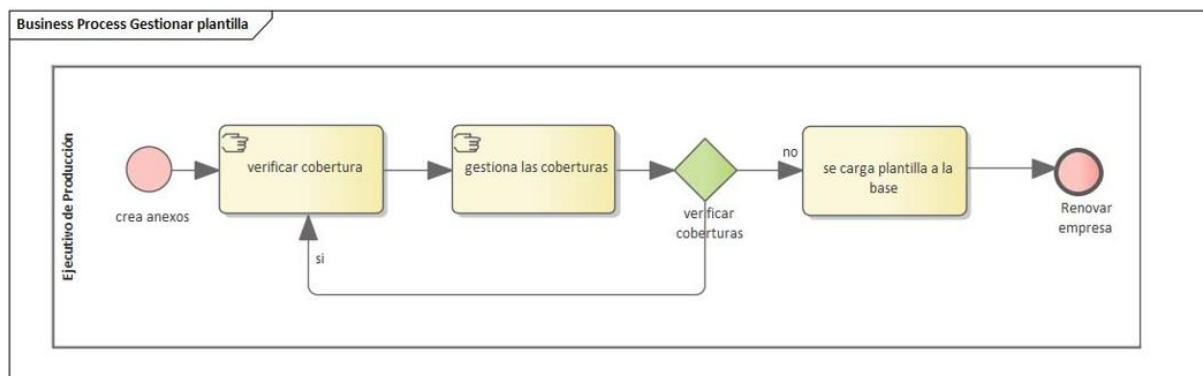 Business Process Gestionar plantilla
Ejecutivo de Producción
crea anexos
verificar cobertura
gestiona las coberturas
verificar
coberturas
si
no
se carga plantilla a la
base
Renovar
empresa